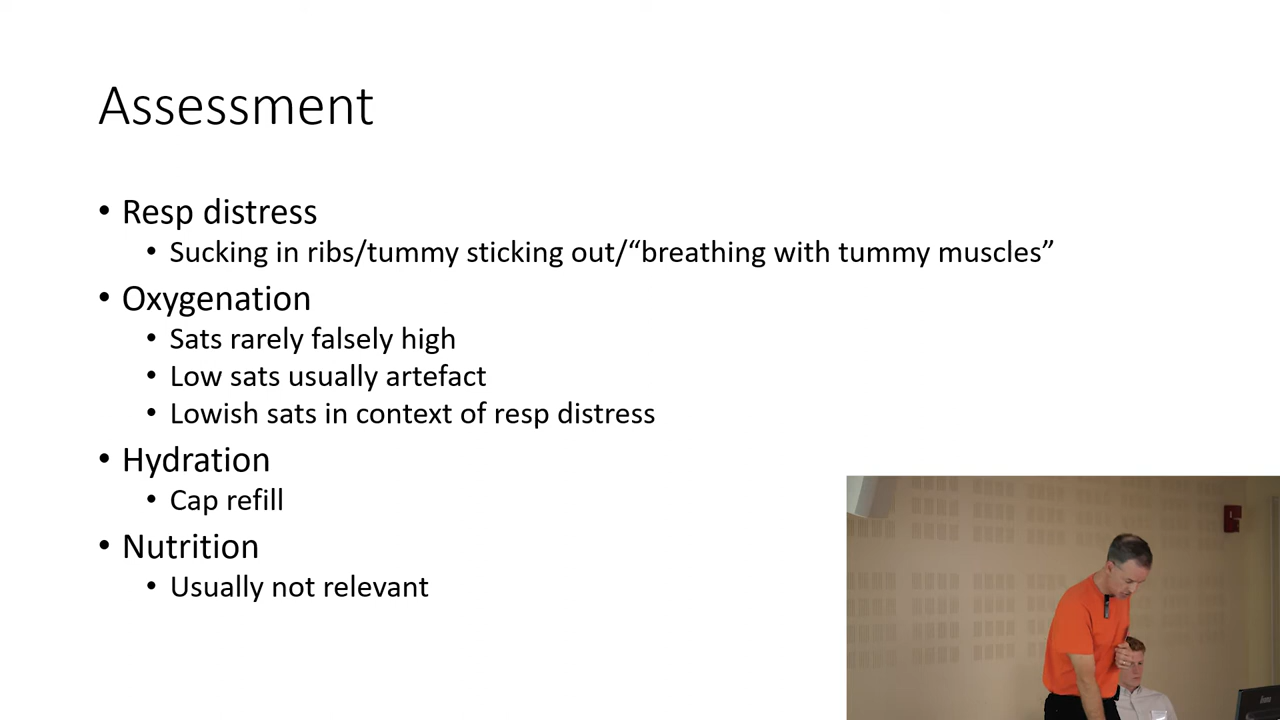 Assessment
• Resp distress
• Sucking in ribs/tummy sticking out/“breathing with tummy muscles”
• Oxygenation
• Sats rarely falsely high
• Low sats usually artefact
• Lowish sats in context of resp distress
• Hydration
• Cap refill
• Nutrition
• Usually not relevant